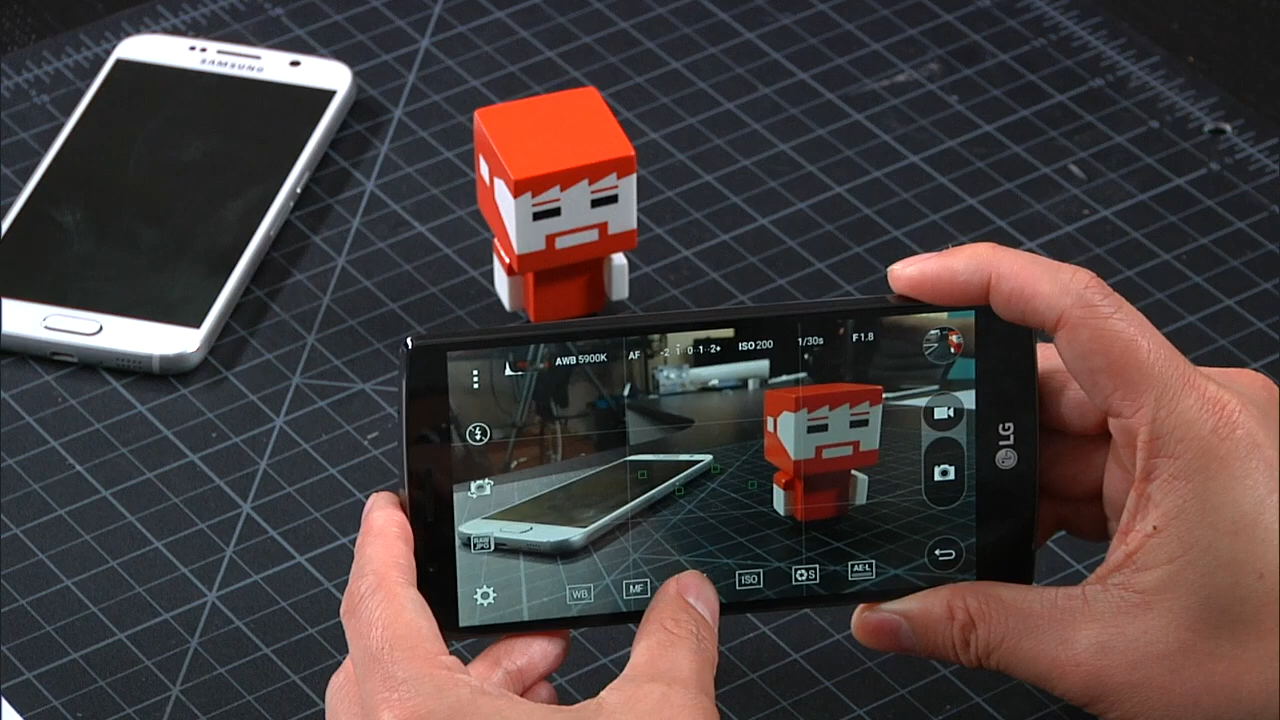 SAMSUNG
AWB 5900K
AF
-2··1··0··1··2+
ISO 200
1/30s
F 1.8
LG
RAW
JPG
WB
MF
ISO
S
AE-L